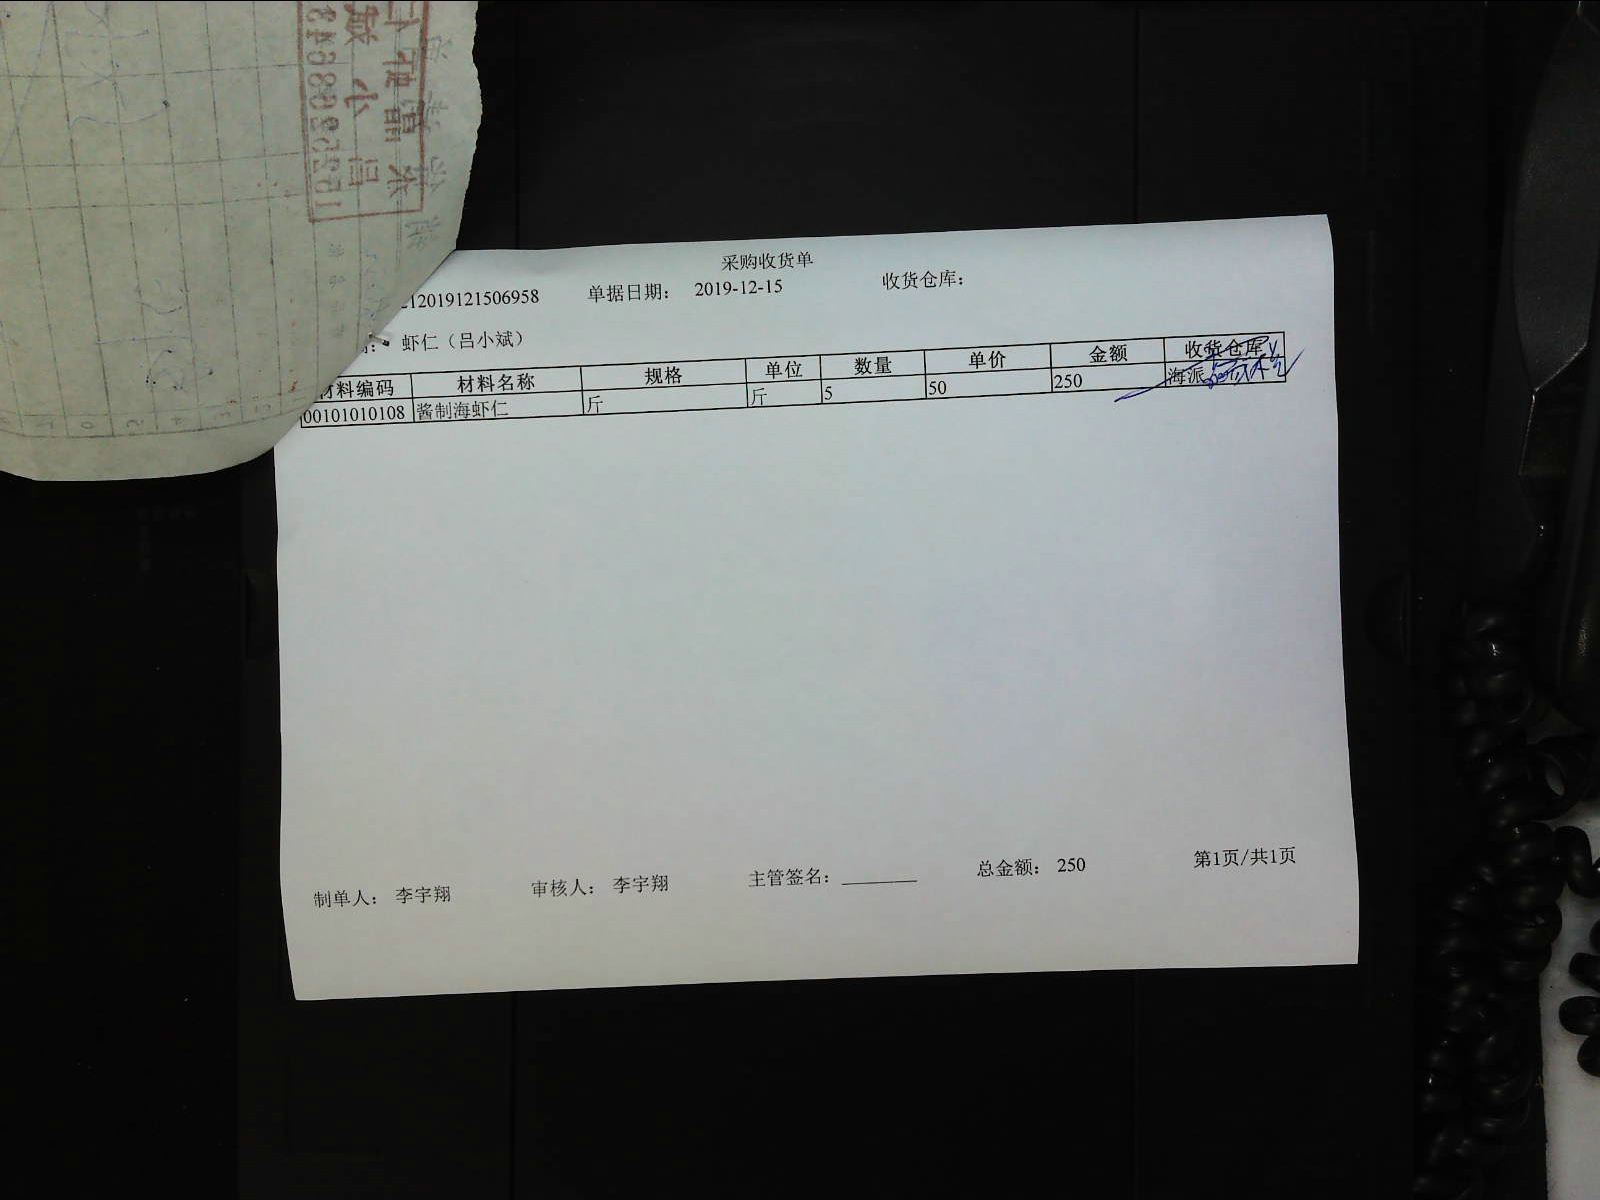 采购收货单
12019121506958 单据日期: 2019-12-15 收货仓库:
虾仁（吕小斌）
材料编码 材料名称 规格 单位 数量 单价 金额 收货仓库
00101010108 酱制海虾仁 斤 斤 5 50 250 海派
制单人: 李宇翔 审核人: 李宇翔 主管签名: 总金额: 250 第1页/共1页